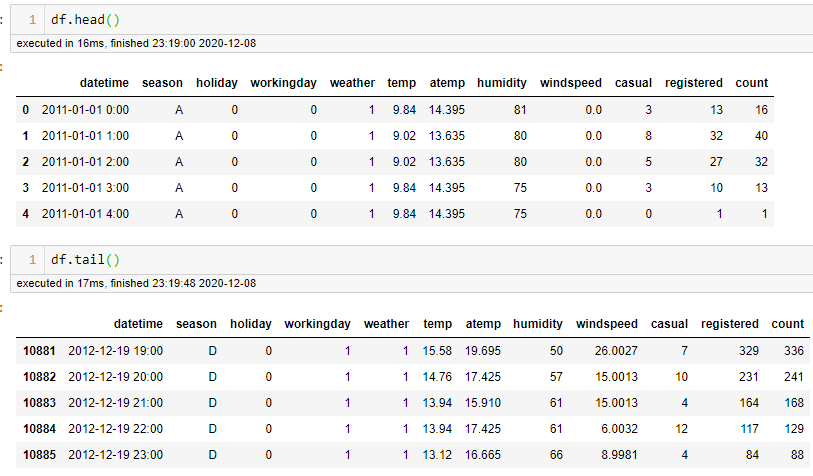 1 df.head()
executed in 16ms, finished 23:19:00 2020-12-08
datetime season holiday workingday weather temp atemp humidity windspeed casual registered count
0 2011-01-01 0:00 A 0 0 1 9.84 14.395 81 0.0 3 13 16
1 2011-01-01 1:00 A 0 0 1 9.02 13.635 80 0.0 8 32 40
2 2011-01-01 2:00 A 0 0 1 9.02 13.635 80 0.0 5 27 32
3 2011-01-01 3:00 A 0 0 1 9.84 14.395 75 0.0 3 10 13
4 2011-01-01 4:00 A 0 0 1 9.84 14.395 75 0.0 0 1 1
1 df.tail()
executed in 17ms, finished 23:19:48 2020-12-08
datetime season holiday workingday weather temp atemp humidity windspeed casual registered count
10881 2012-12-19 19:00 D 0 1 1 15.58 19.695 50 26.0027 7 329 336
10882 2012-12-19 20:00 D 0 1 1 14.76 17.425 57 15.0013 10 231 241
10883 2012-12-19 21:00 D 0 1 1 13.94 15.910 61 15.0013 4 164 168
10884 2012-12-19 22:00 D 0 1 1 13.94 17.425 61 6.0032 12 117 129
10885 2012-12-19 23:00 D 0 1 1 13.12 16.665 66 8.9981 4 84 88